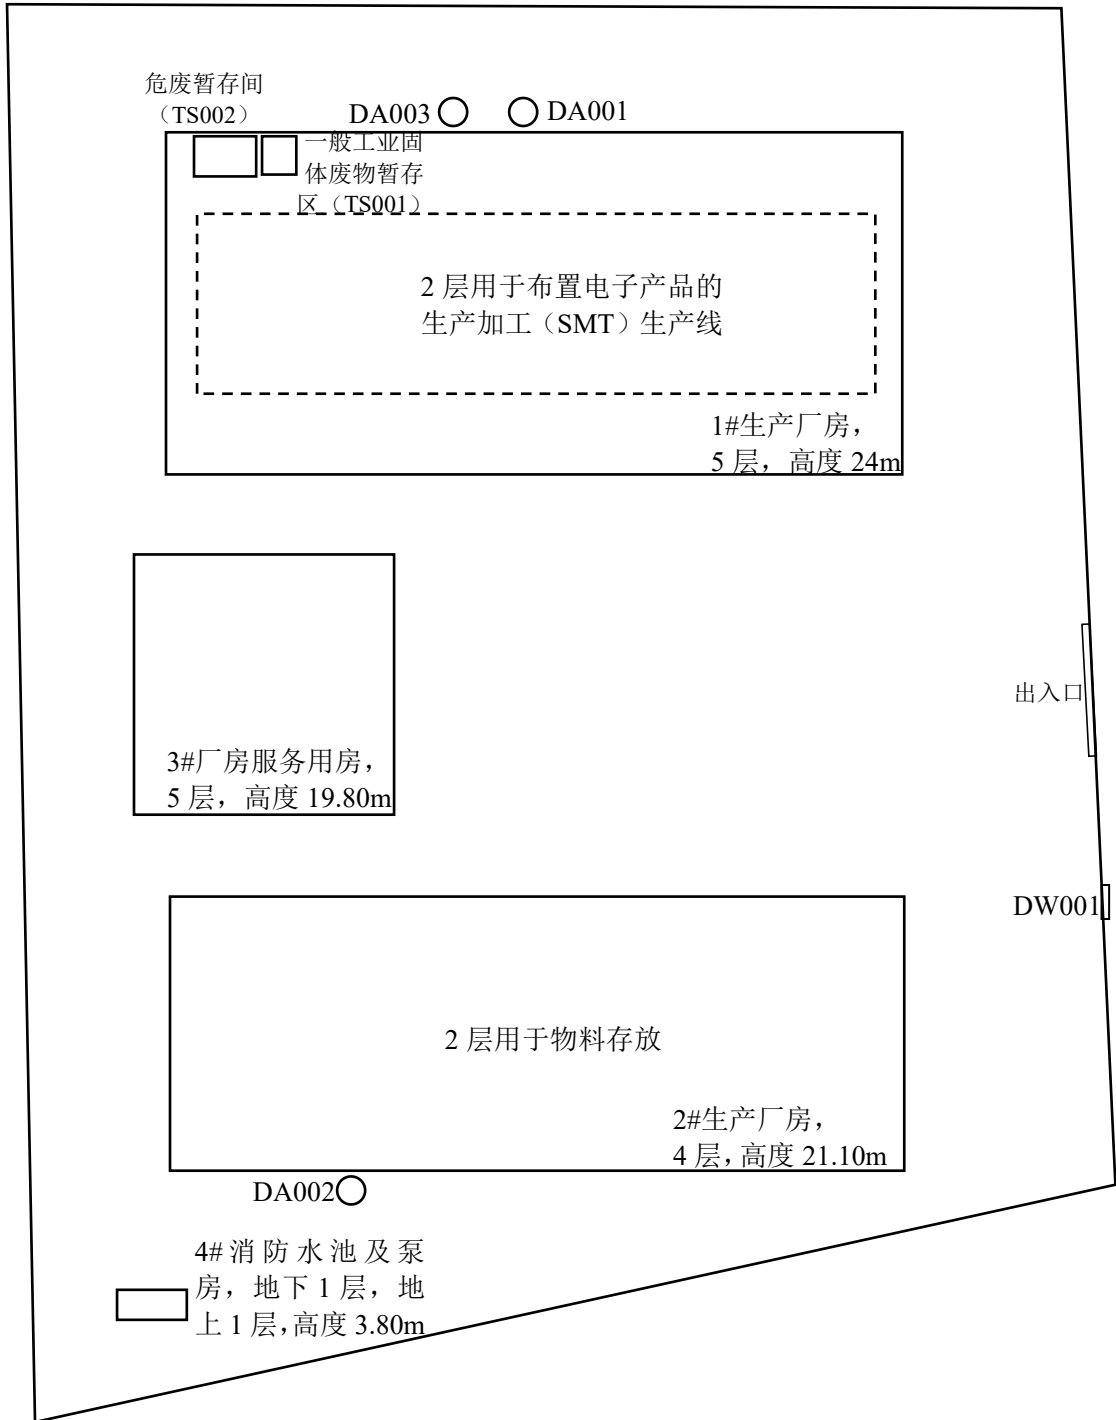 危废暂存间
（TS002）
DA003
DA001
一般工业固
体废物暂存
区（TS001）
2 层用于布置电子产品的
生产加工（SMT）生产线
1#生产厂房，
5 层，高度 24m
3#厂房服务用房，
5 层，高度 19.80m
出入口
DW001
2 层用于物料存放
2#生产厂房，
4 层，高度 21.10m
DA002
4#消防水池及泵
房，地下 1 层，地
上 1 层，高度 3.80m